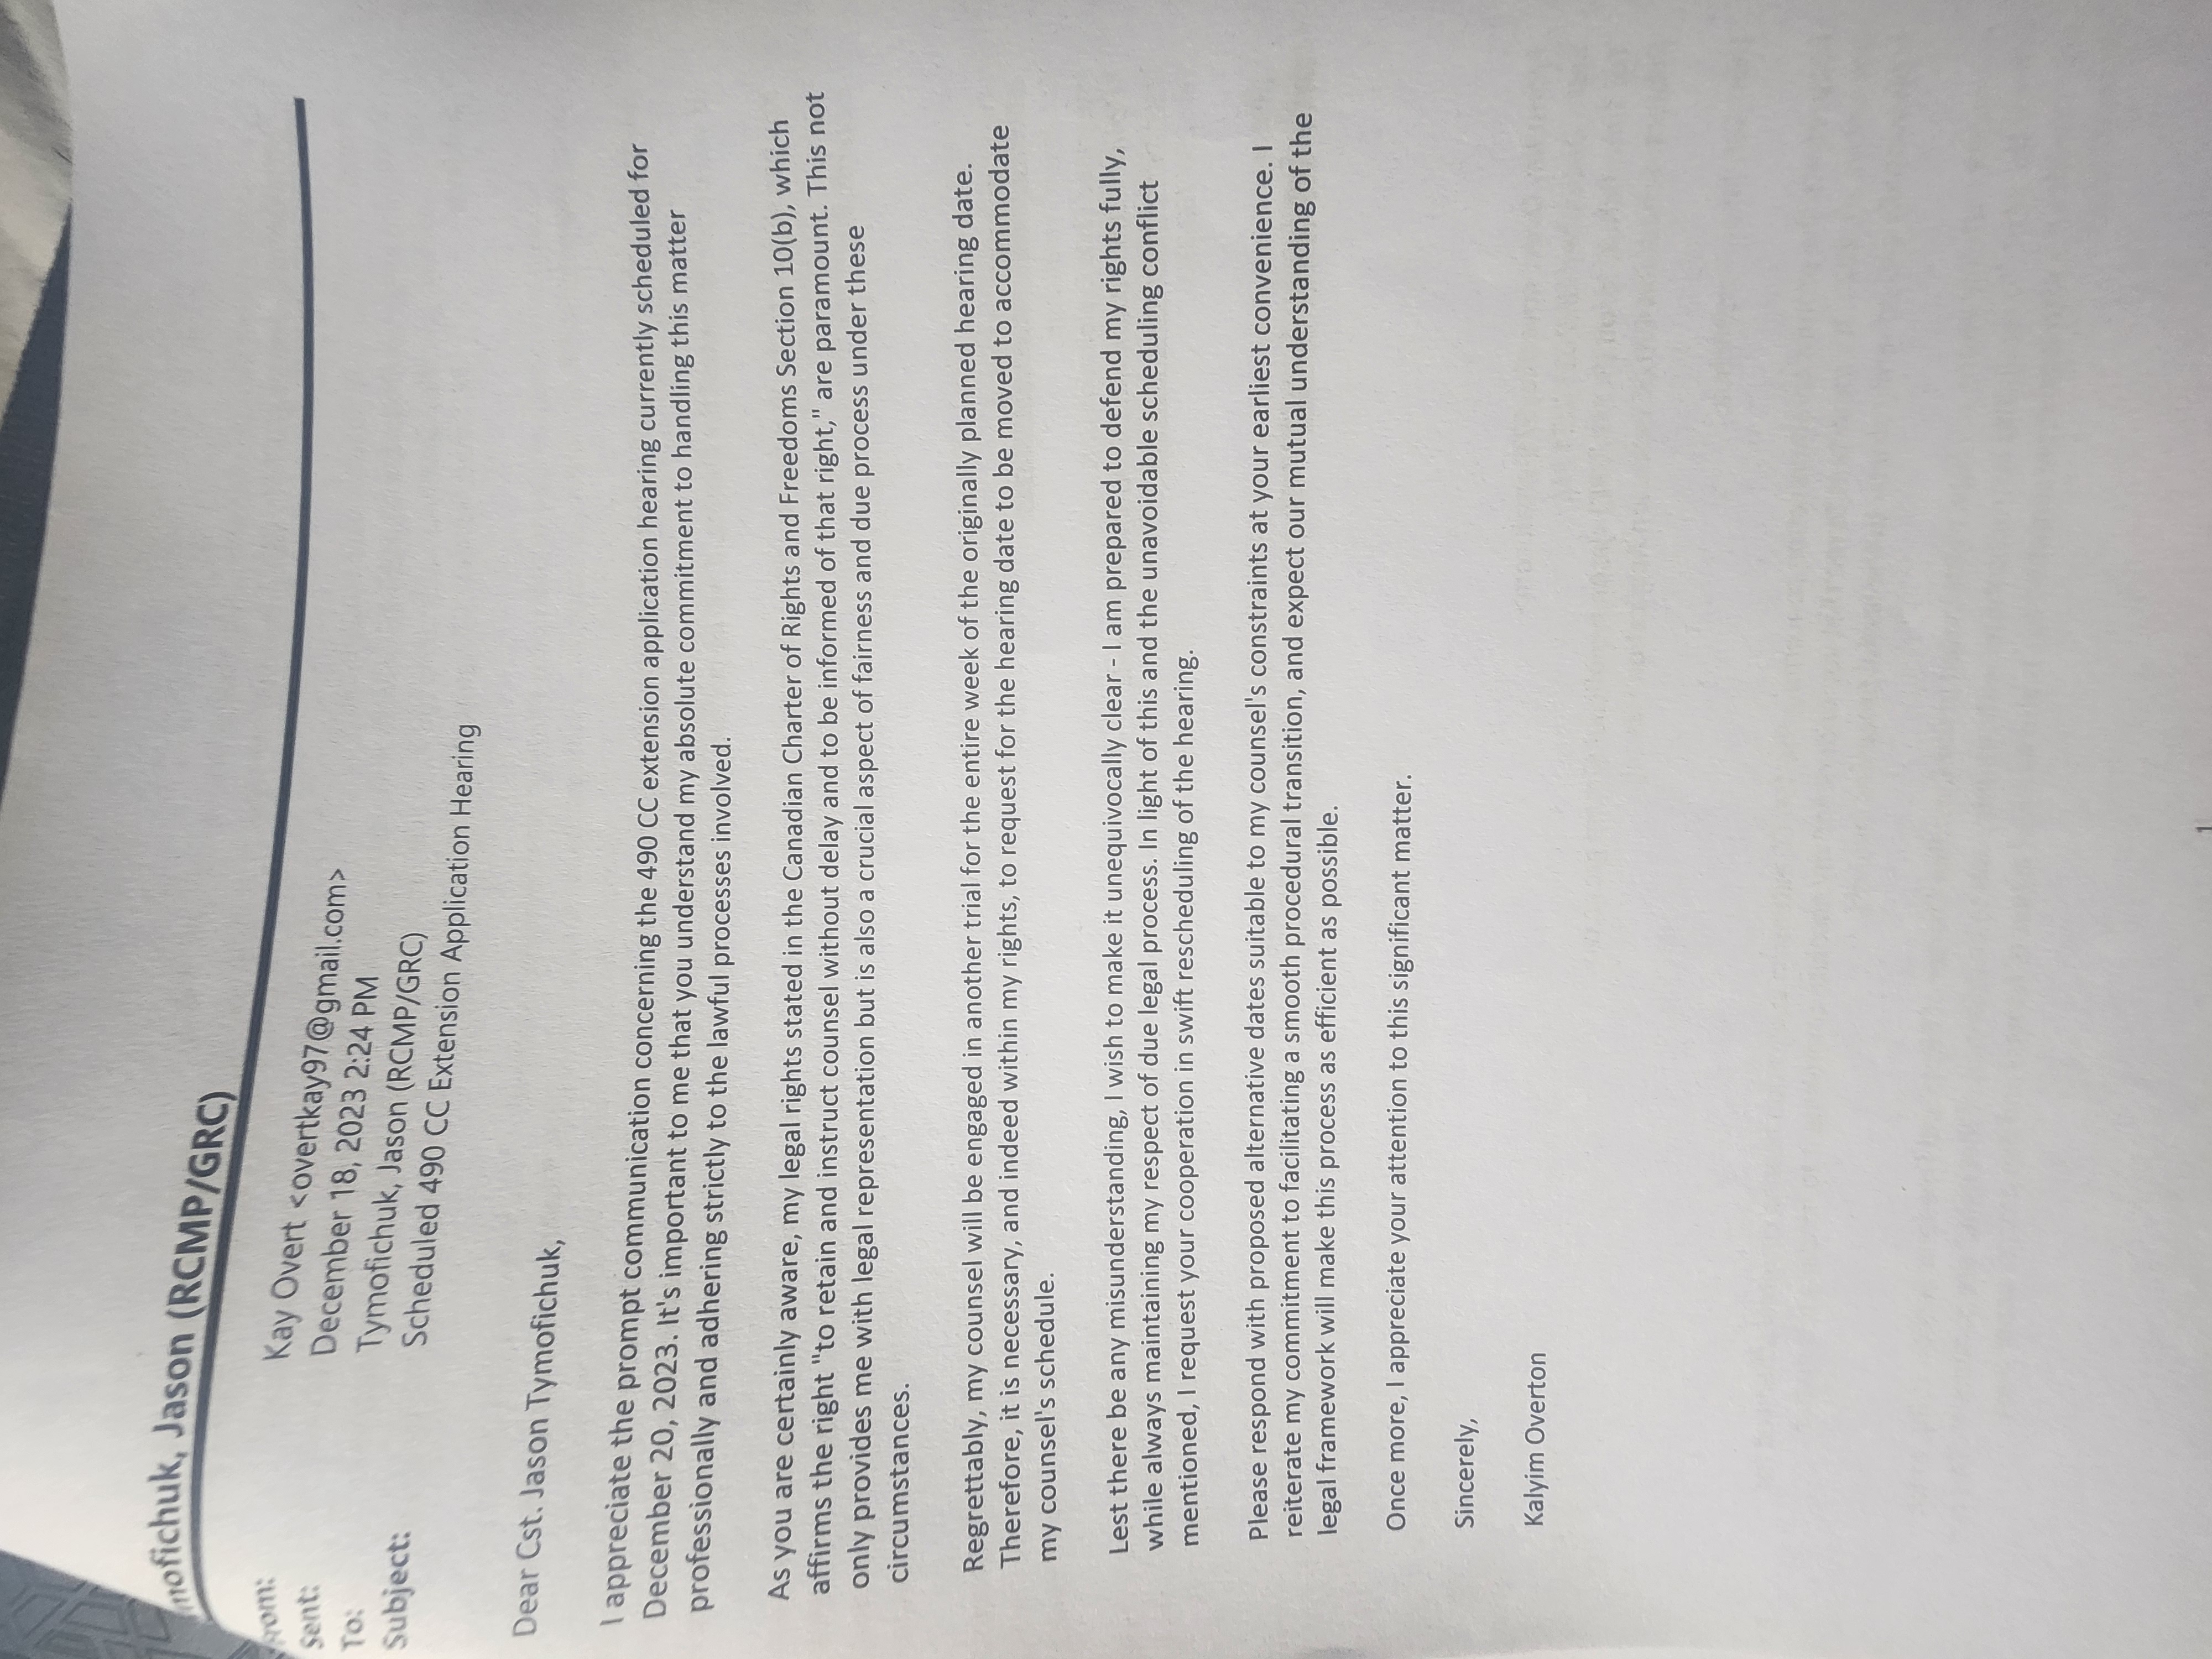 mofichuk, Jason (RCMP/GRC)
From: Kay Overt <overtkay97@gmail.com>
Sent: December 18, 2023 2:24 PM
To: Tymofichuk, Jason (RCMP/GRC)
Subject: Scheduled 490 CC Extension Application Hearing
Dear Cst. Jason Tymofichuk,
I appreciate the prompt communication concerning the 490 CC extension application hearing currently scheduled for
December 20, 2023. It's important to me that you understand my absolute commitment to handling this matter
professionally and adhering strictly to the lawful processes involved.
As you are certainly aware, my legal rights stated in the Canadian Charter of Rights and Freedoms Section 10(b), which
affirms the right "to retain and instruct counsel without delay and to be informed of that right," are paramount. This not
only provides me with legal representation but is also a crucial aspect of fairness and due process under these
circumstances.
Regrettably, my counsel will be engaged in another trial for the entire week of the originally planned hearing date.
Therefore, it is necessary, and indeed within my rights, to request for the hearing date to be moved to accommodate
my counsel's schedule.
Lest there be any misunderstanding, I wish to make it unequivocally clear - I am prepared to defend my rights fully,
while always maintaining my respect of due legal process. In light of this and the unavoidable scheduling conflict
mentioned, I request your cooperation in swift rescheduling of the hearing.
Please respond with proposed alternative dates suitable to my counsel's constraints at your earliest convenience. I
reiterate my commitment to facilitating a smooth procedural transition, and expect our mutual understanding of the
legal framework will make this process as efficient as possible.
Once more, I appreciate your attention to this significant matter.
Sincerely,
Kalyim Overton
1